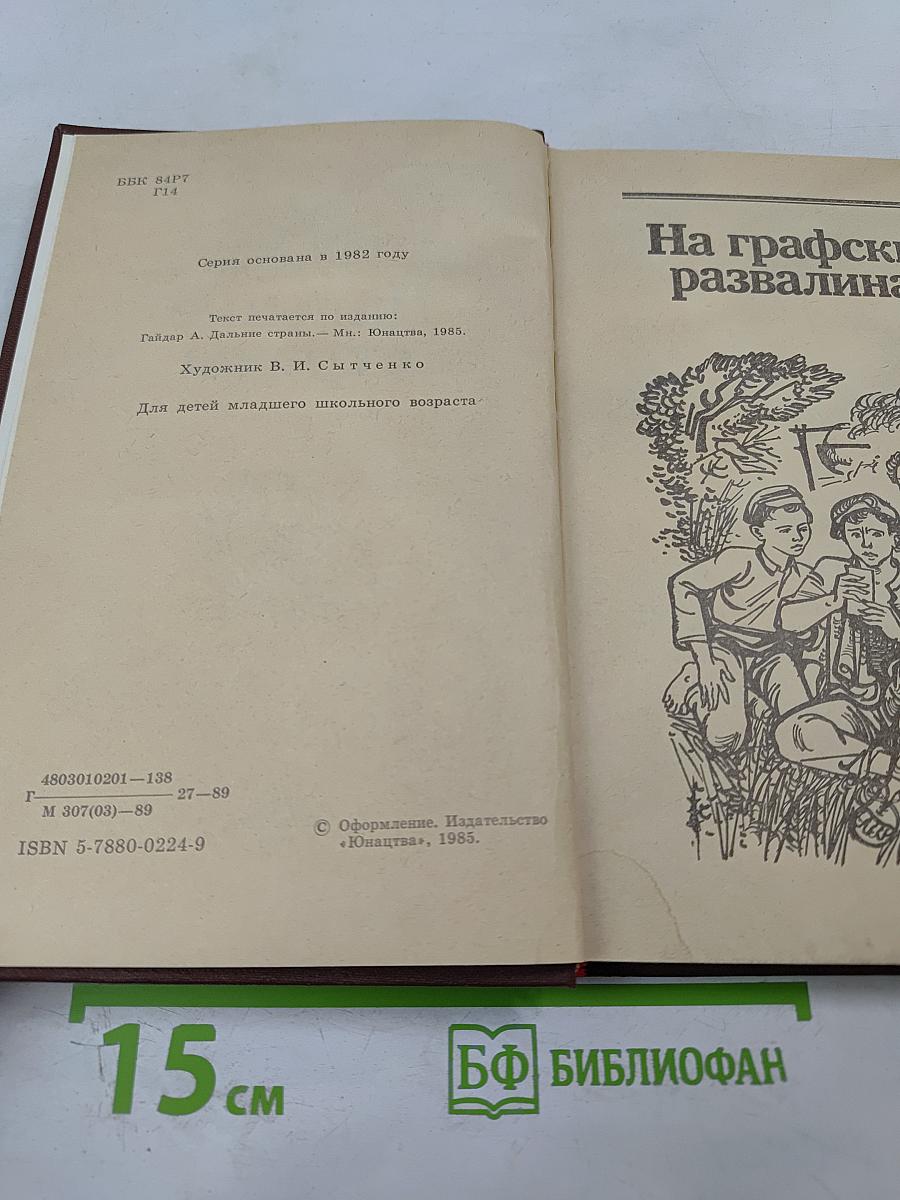 ББК 84Р7
Г14
Серия основана в 1982 году
Текст печатается по изданию:
Гайдар А. Дальние страны.— Мн.: Юнацтва, 1985.
Художник В. И. Сытченко
Для детей младшего школьного возраста
4803010201—138
Г 27—89
М 307(03)—89
ISBN 5-7880-0224-9
© Оформление. Издательство
«Юнацтва», 1985.
На графски
развалина
15 см
БФ БИБЛИОФАН